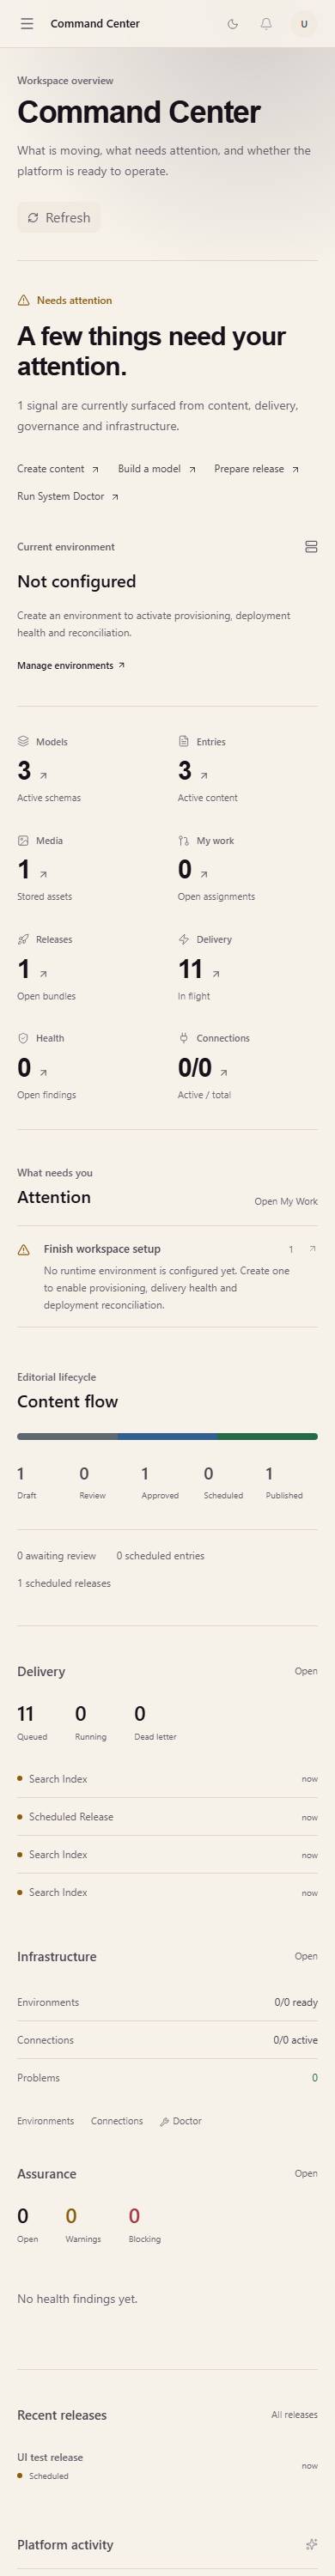 Command Center
U
Workspace overview
Command Center
What is moving, what needs attention, and whether the
platform is ready to operate.
Refresh
Needs attention
A few things need your
attention.
1 signal are currently surfaced from content, delivery,
governance and infrastructure.
Create content
Build a model
Prepare release
Run System Doctor
Current environment
Not configured
Create an environment to activate provisioning, deployment
health and reconciliation.
Manage environments
Models
Entries
3
3
Active schemas
Active content
Media
My work
1
0
Stored assets
Open assignments
Releases
Delivery
1
11
Open bundles
In flight
Health
Connections
0
0/0
Open findings
Active / total
What needs you
Attention
Open My Work
Finish workspace setup
1
No runtime environment is configured yet. Create one
to enable provisioning, delivery health and
deployment reconciliation.
Editorial lifecycle
Content flow
1 0 1 0 1
Draft Review Approved Scheduled Published
0 awaiting review 0 scheduled entries
1 scheduled releases
Delivery Open
11 0 0
Queued Running Dead letter
Search Index now
Scheduled Release now
Search Index now
Search Index now
Infrastructure Open
Environments 0/0 ready
Connections 0/0 active
Problems 0
Environments Connections Doctor
Assurance Open
0 0 0
Open Warnings Blocking
No health findings yet.
Recent releases All releases
UI test release now
Scheduled
Platform activity